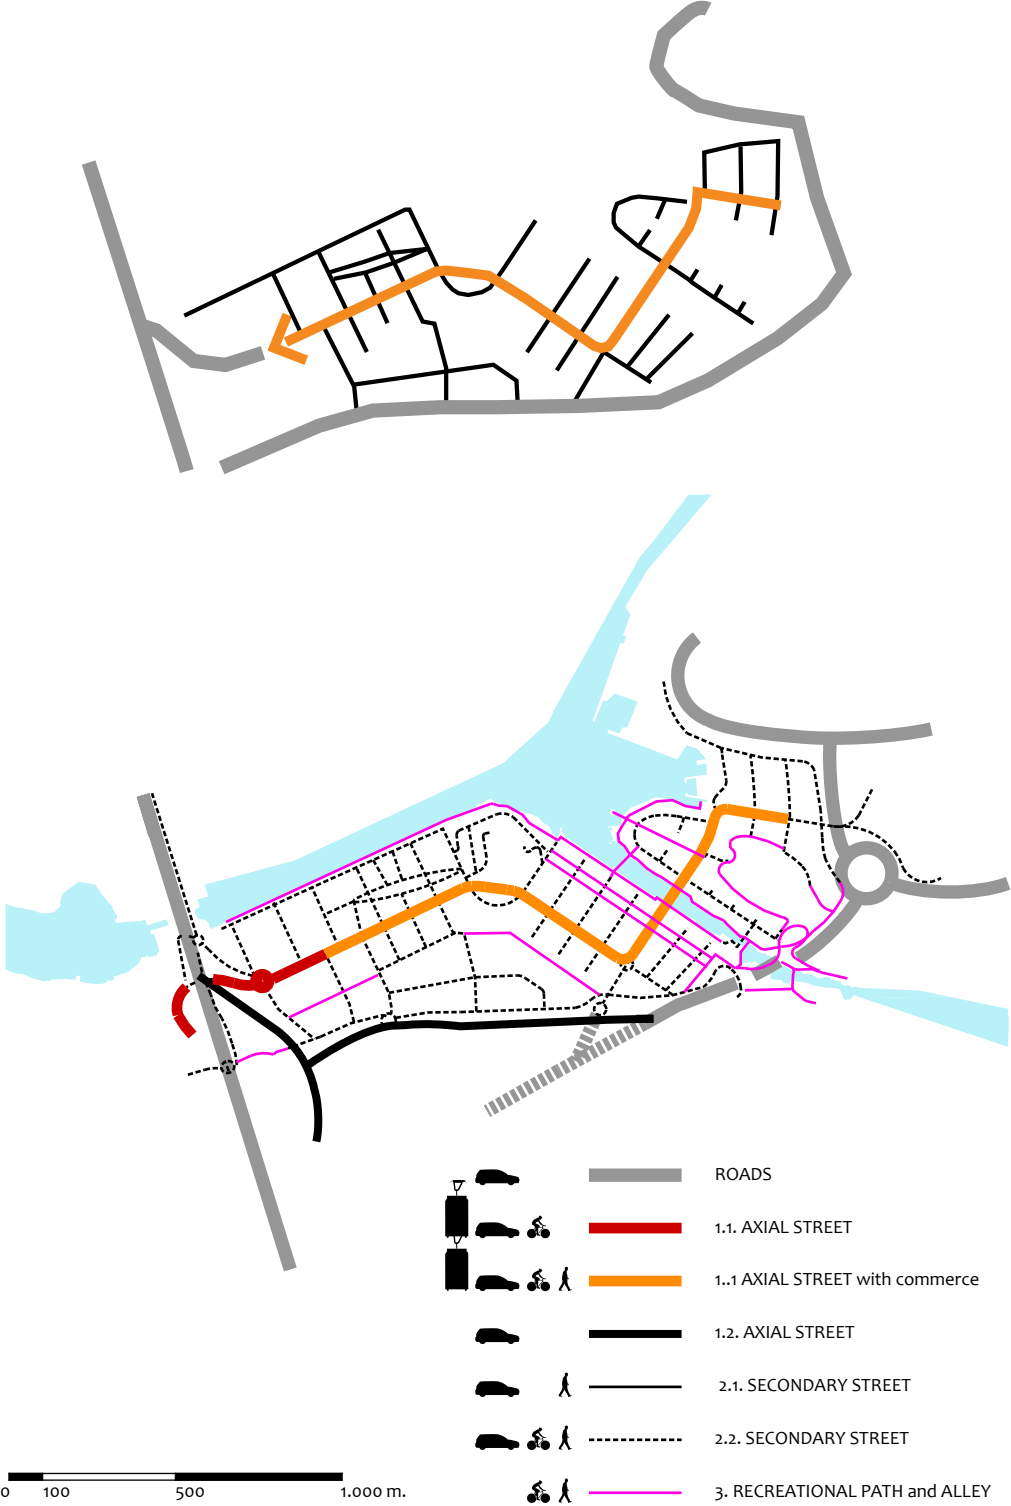 ROADS
1.1. AXIAL STREET
1..1 AXIAL STREET with commerce
1.2. AXIAL STREET
2.1. SECONDARY STREET
2.2. SECONDARY STREET
3. RECREATIONAL PATH and ALLEY
0 100 500 1.000 m.